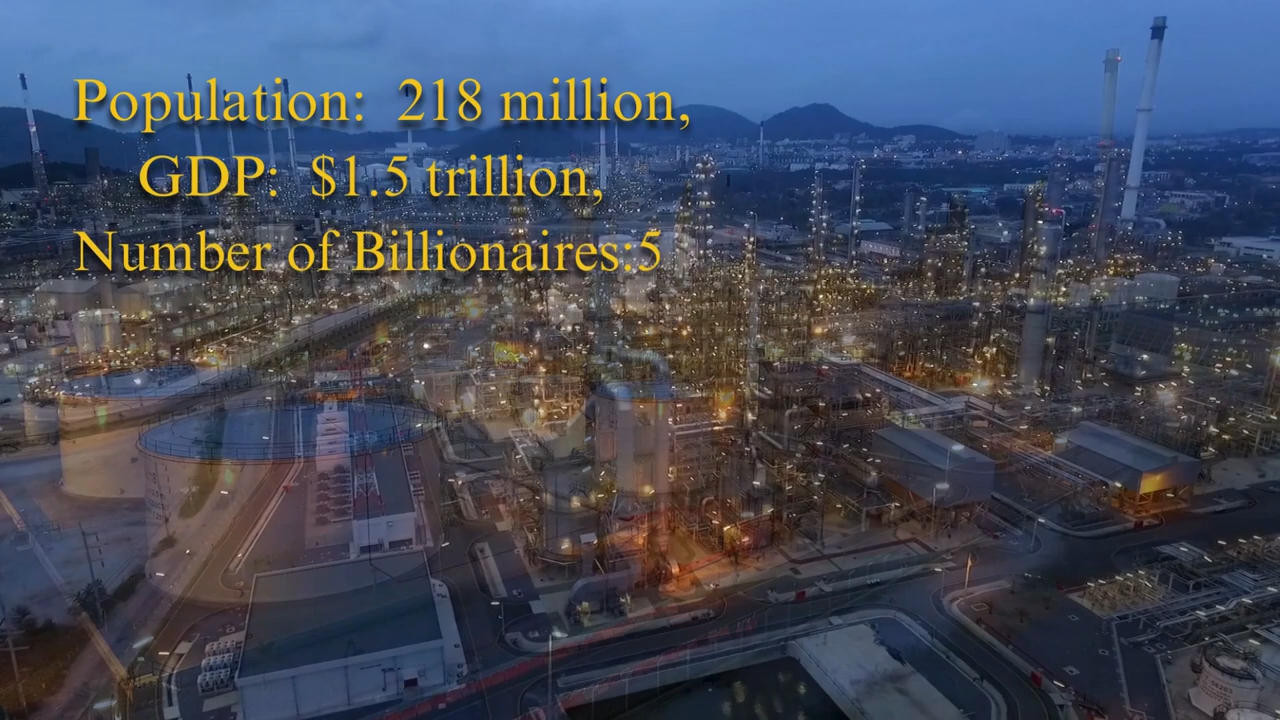 Population:  218 million,
GDP:  $1.5 trillion,
Number of Billionaires:5